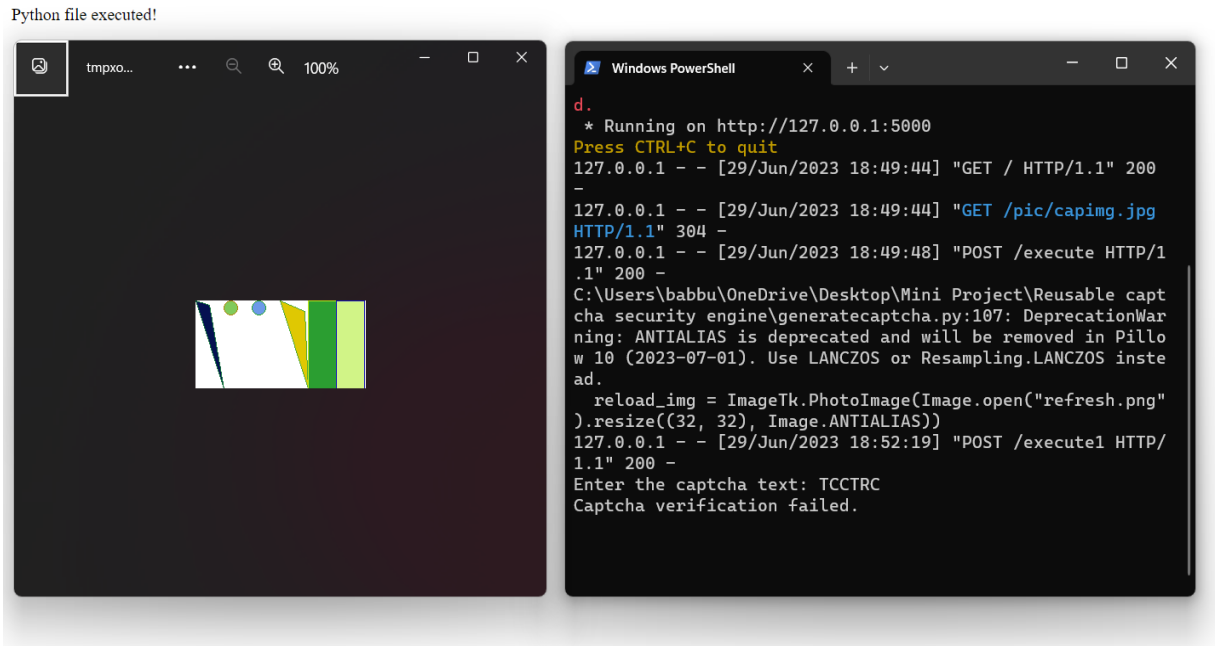 Python file executed!
tmpxo...
100%
Windows PowerShell
d.
 * Running on http://127.0.0.1:5000
Press CTRL+C to quit
127.0.0.1 - - [29/Jun/2023 18:49:44] "GET / HTTP/1.1" 200
-
127.0.0.1 - - [29/Jun/2023 18:49:44] "GET /pic/capimg.jpg
HTTP/1.1" 304 -
127.0.0.1 - - [29/Jun/2023 18:49:48] "POST /execute HTTP/1
.1" 200 -
C:\Users\babbu\OneDrive\Desktop\Mini Project\Reusable capt
cha security engine\generatecaptcha.py:107: DeprecationWar
ning: ANTIALIAS is deprecated and will be removed in Pillo
w 10 (2023-07-01). Use LANCZOS or Resampling.LANCZOS inste
ad.
  reload_img = ImageTk.PhotoImage(Image.open("refresh.png"
).resize((32, 32), Image.ANTIALIAS))
127.0.0.1 - - [29/Jun/2023 18:52:19] "POST /execute1 HTTP/
1.1" 200 -
Enter the captcha text: TCCTRC
Captcha verification failed.